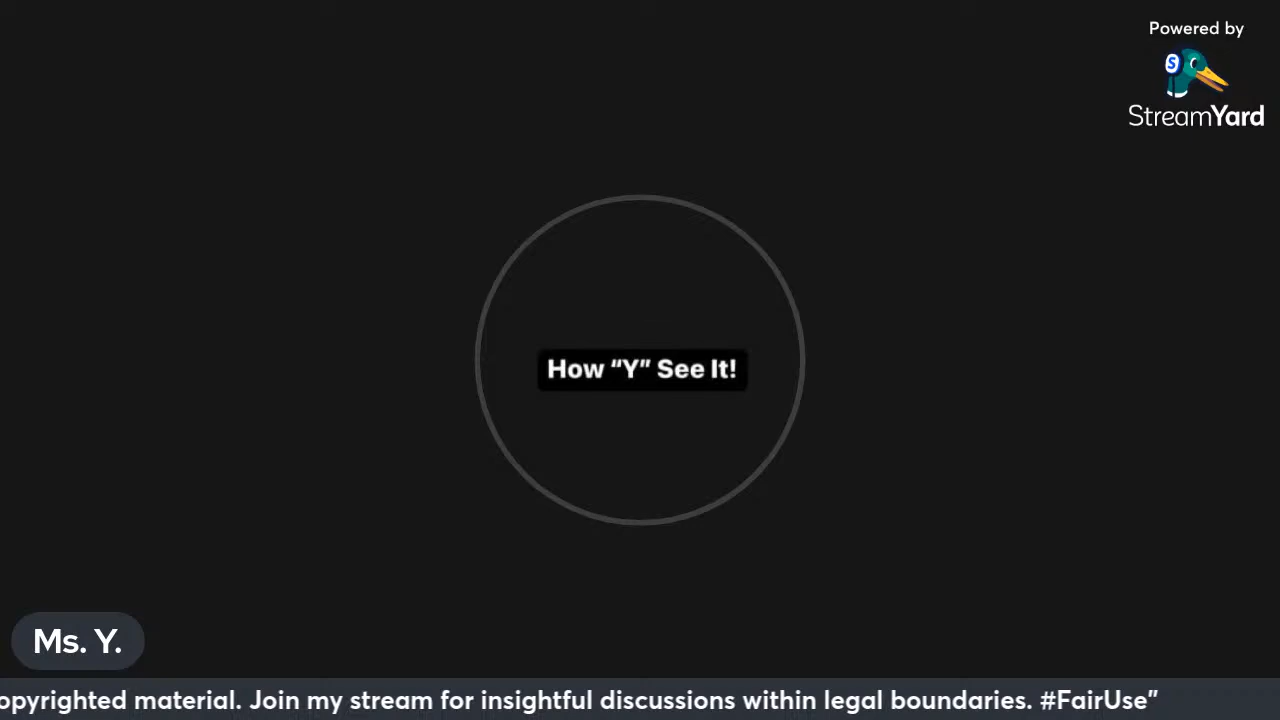 Powered by
S
StreamYard
How “Y” See It!
Ms. Y.
opyrighted material. Join my stream for insightful discussions within legal boundaries. #FairUse”